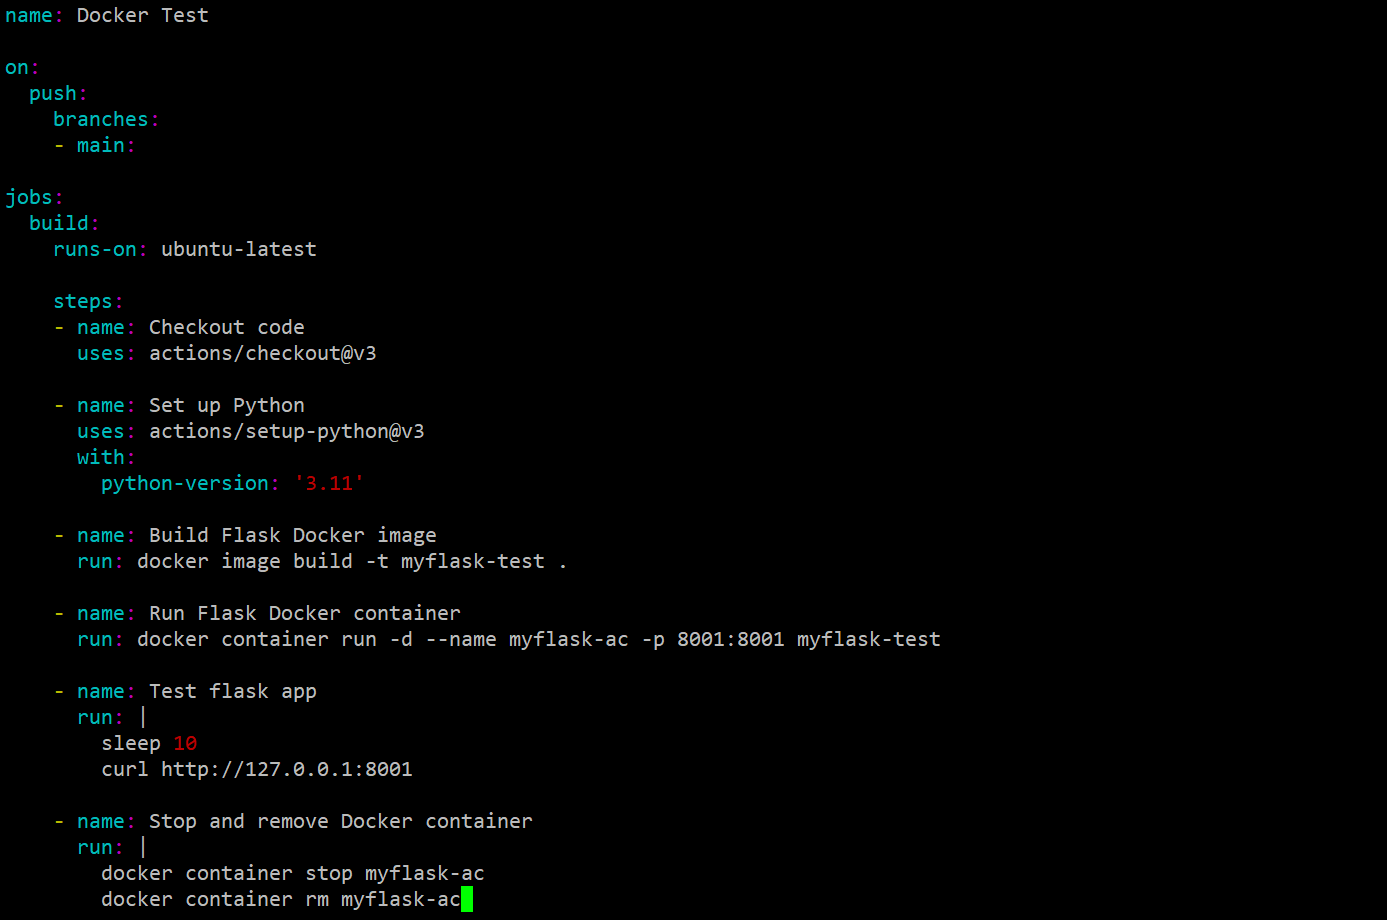 name: Docker Test
on:
  push:
    branches:
    - main:
jobs:
  build:
    runs-on: ubuntu-latest
    steps:
    - name: Checkout code
      uses: actions/checkout@v3
    - name: Set up Python
      uses: actions/setup-python@v3
      with:
        python-version: '3.11'
    - name: Build Flask Docker image
      run: docker image build -t myflask-test .
    - name: Run Flask Docker container
      run: docker container run -d --name myflask-ac -p 8001:8001 myflask-test
    - name: Test flask app
      run: |
        sleep 10
        curl http://127.0.0.1:8001
    - name: Stop and remove Docker container
      run: |
        docker container stop myflask-ac
        docker container rm myflask-ac